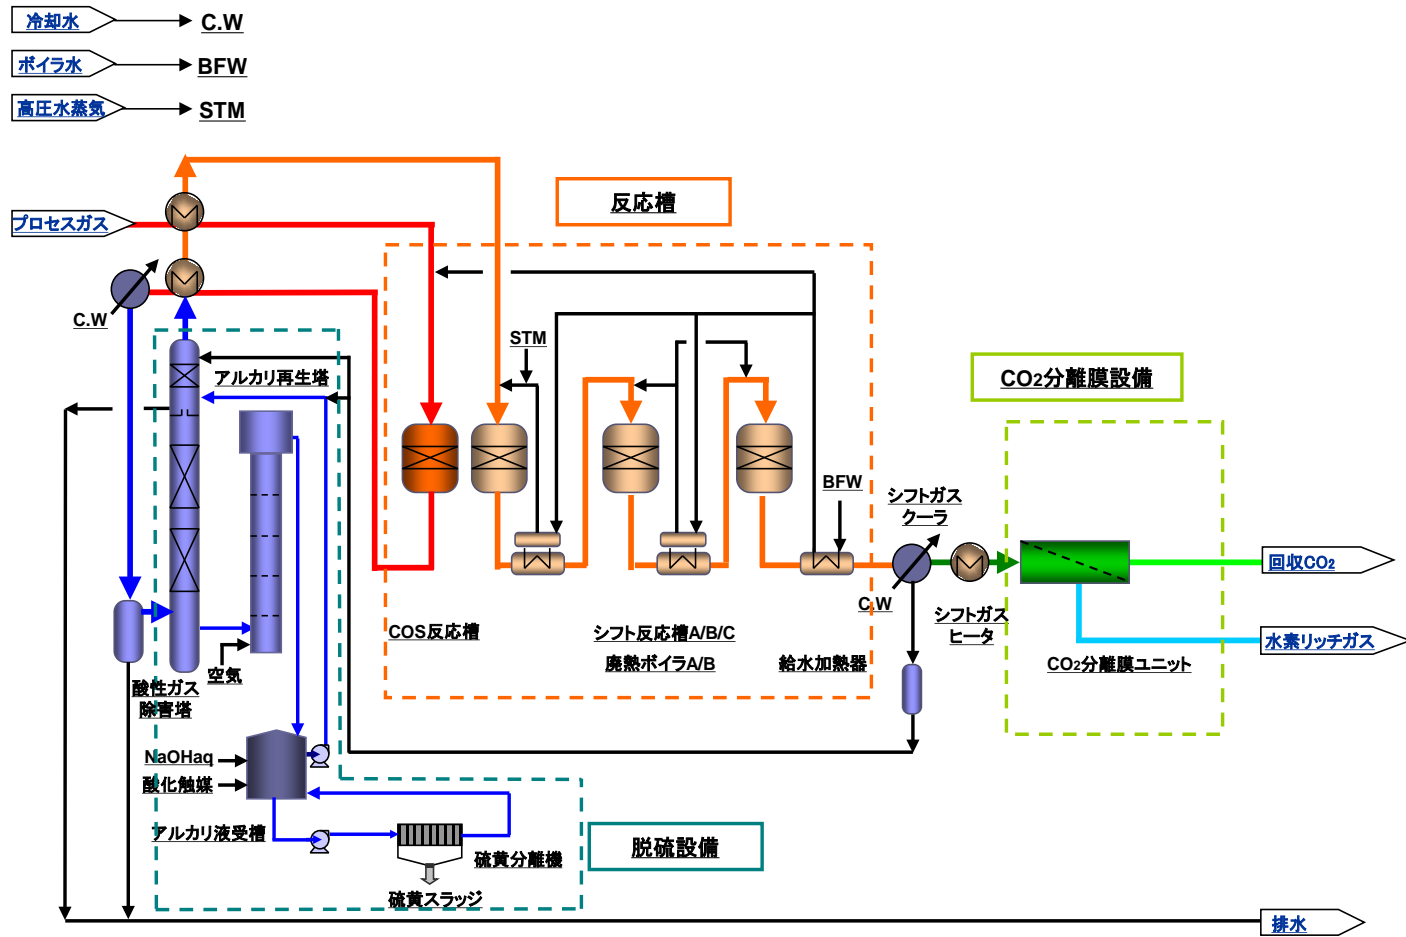 冷却水
C.W
ボイラ水
BFW
高圧水蒸気
STM
反応槽
プロセスガス
C.W
STM
アルカリ再生塔
CO2分離膜設備
BFW
シフトガス
クーラ
回収CO2
C.W
シフトガス
ヒータ
COS反応槽
シフト反応槽A/B/C
廃熱ボイラA/B
給水加熱器
水素リッチガス
CO2分離膜ユニット
空気
酸性ガス
除害塔
NaOHaq
酸化触媒
アルカリ液受槽
硫黄分離機
脱硫設備
硫黄スラッジ
排水